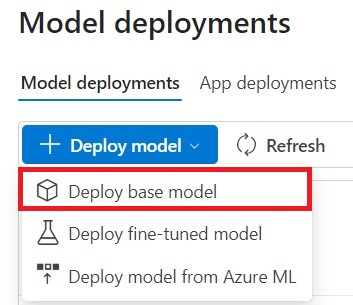 Model deployments
Model deployments App deployments
Deploy model Refresh
Deploy base model
Deploy fine-tuned model
Deploy model from Azure ML